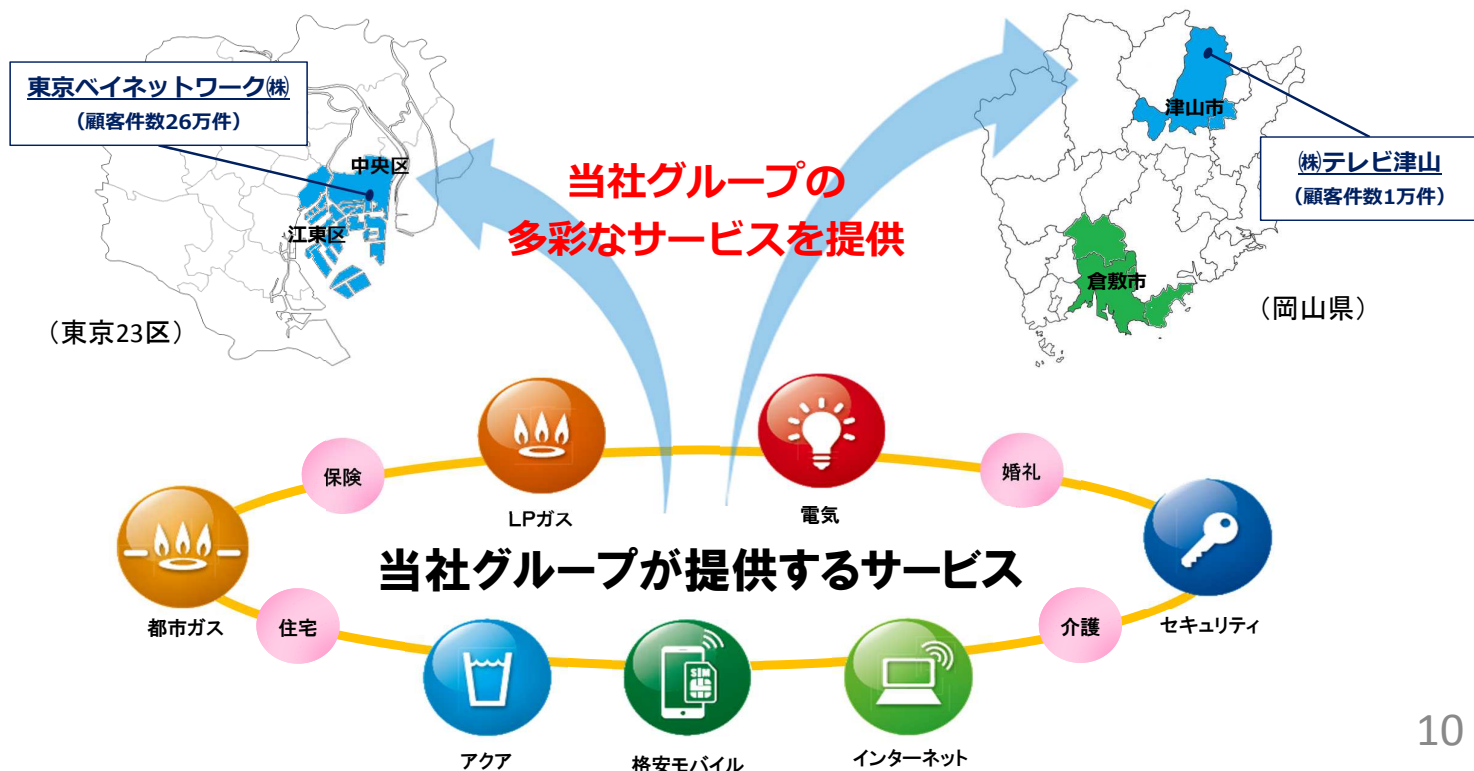 東京ベイネットワーク㈱
（顧客件数26万件）
中央区
江東区
（東京23区）
当社グループの
多彩なサービスを提供
津山市
㈱テレビ津山
（顧客件数1万件）
倉敷市
（岡山県）
保険
LPガス
電気
婚礼
当社グループが提供するサービス
都市ガス
住宅
介護
セキュリティ
SIM
アクア
格安モバイル
インターネット
10